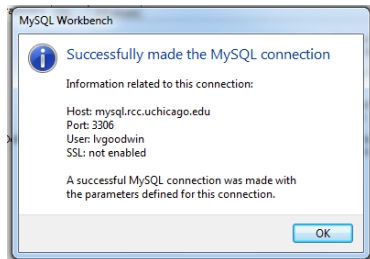 MySQL Workbench
Successfully made the MySQL connection
Information related to this connection:
Host: mysql.rcc.uchicago.edu
Port: 3306
User: lvgoodwin
SSL: not enabled
A successful MySQL connection was made with
the parameters defined for this connection.
OK